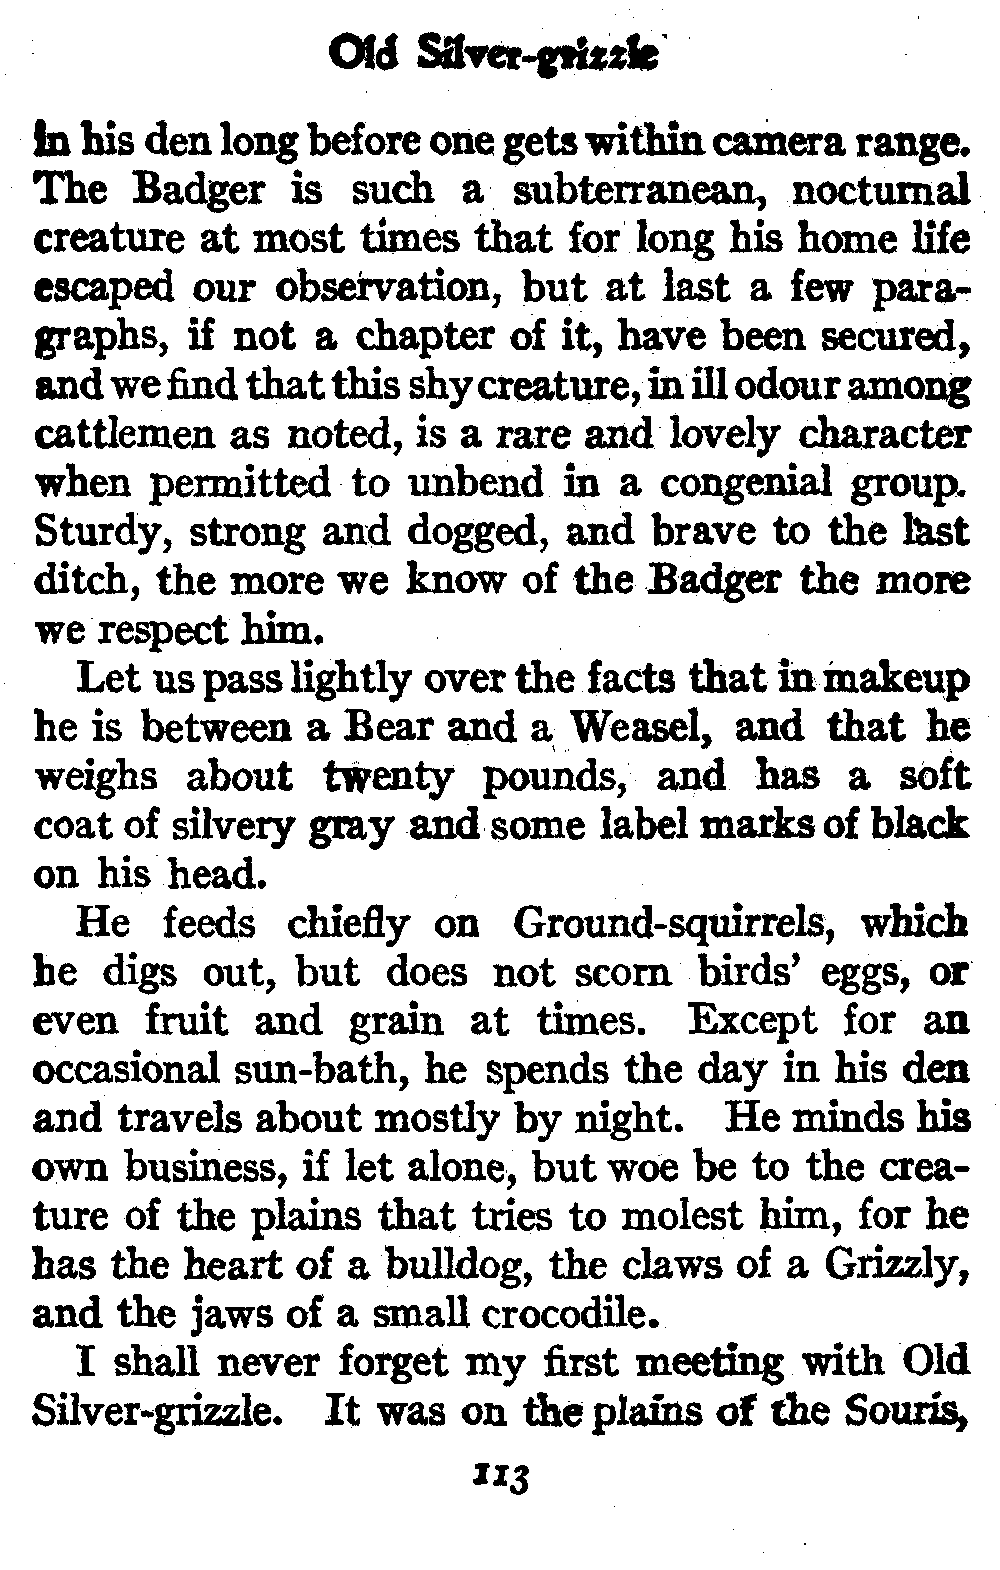 Old Silver-grizzle
in his den long before one gets within camera range.
The Badger is such a subterranean, nocturnal
creature at most times that for long his home life
escaped our observation, but at last a few para-
graphs, if not a chapter of it, have been secured,
and we find that this shy creature, in ill odour among
cattlemen as noted, is a rare and lovely character
when permitted to unbend in a congenial group.
Sturdy, strong and dogged, and brave to the last
ditch, the more we know of the Badger the more
we respect him.
Let us pass lightly over the facts that in makeup
he is between a Bear and a Weasel, and that he
weighs about twenty pounds, and has a soft
coat of silvery gray and some label marks of black
on his head.
He feeds chiefly on Ground-squirrels, which
he digs out, but does not scorn birds' eggs, or
even fruit and grain at times. Except for an
occasional sun-bath, he spends the day in his den
and travels about mostly by night. He minds his
own business, if let alone, but woe be to the crea-
ture of the plains that tries to molest him, for he
has the heart of a bulldog, the claws of a Grizzly,
and the jaws of a small crocodile.
I shall never forget my first meeting with Old
Silver-grizzle. It was on the plains of the Souris,
113